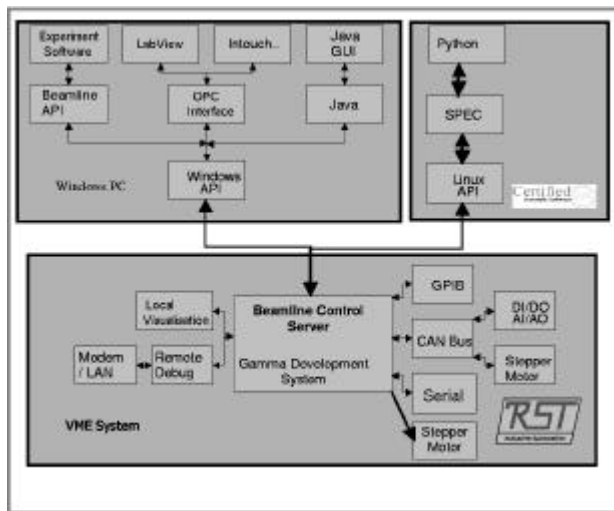 Experiment
Software
LabView
Intouch..
Java
GUI
Python
Beamline
API
OPC
Interface
Java
SPEC
Windows PC
Windows
API
Linux
API
Certified
Local
Visualisation
Beamline Control
Server
GPIB
DI/DO
AI/AO
CAN Bus
Modem
/ LAN
Remote
Debug
Gamma Development
System
Stepper
Motor
Serial
RST
VME System
Stepper
Motor